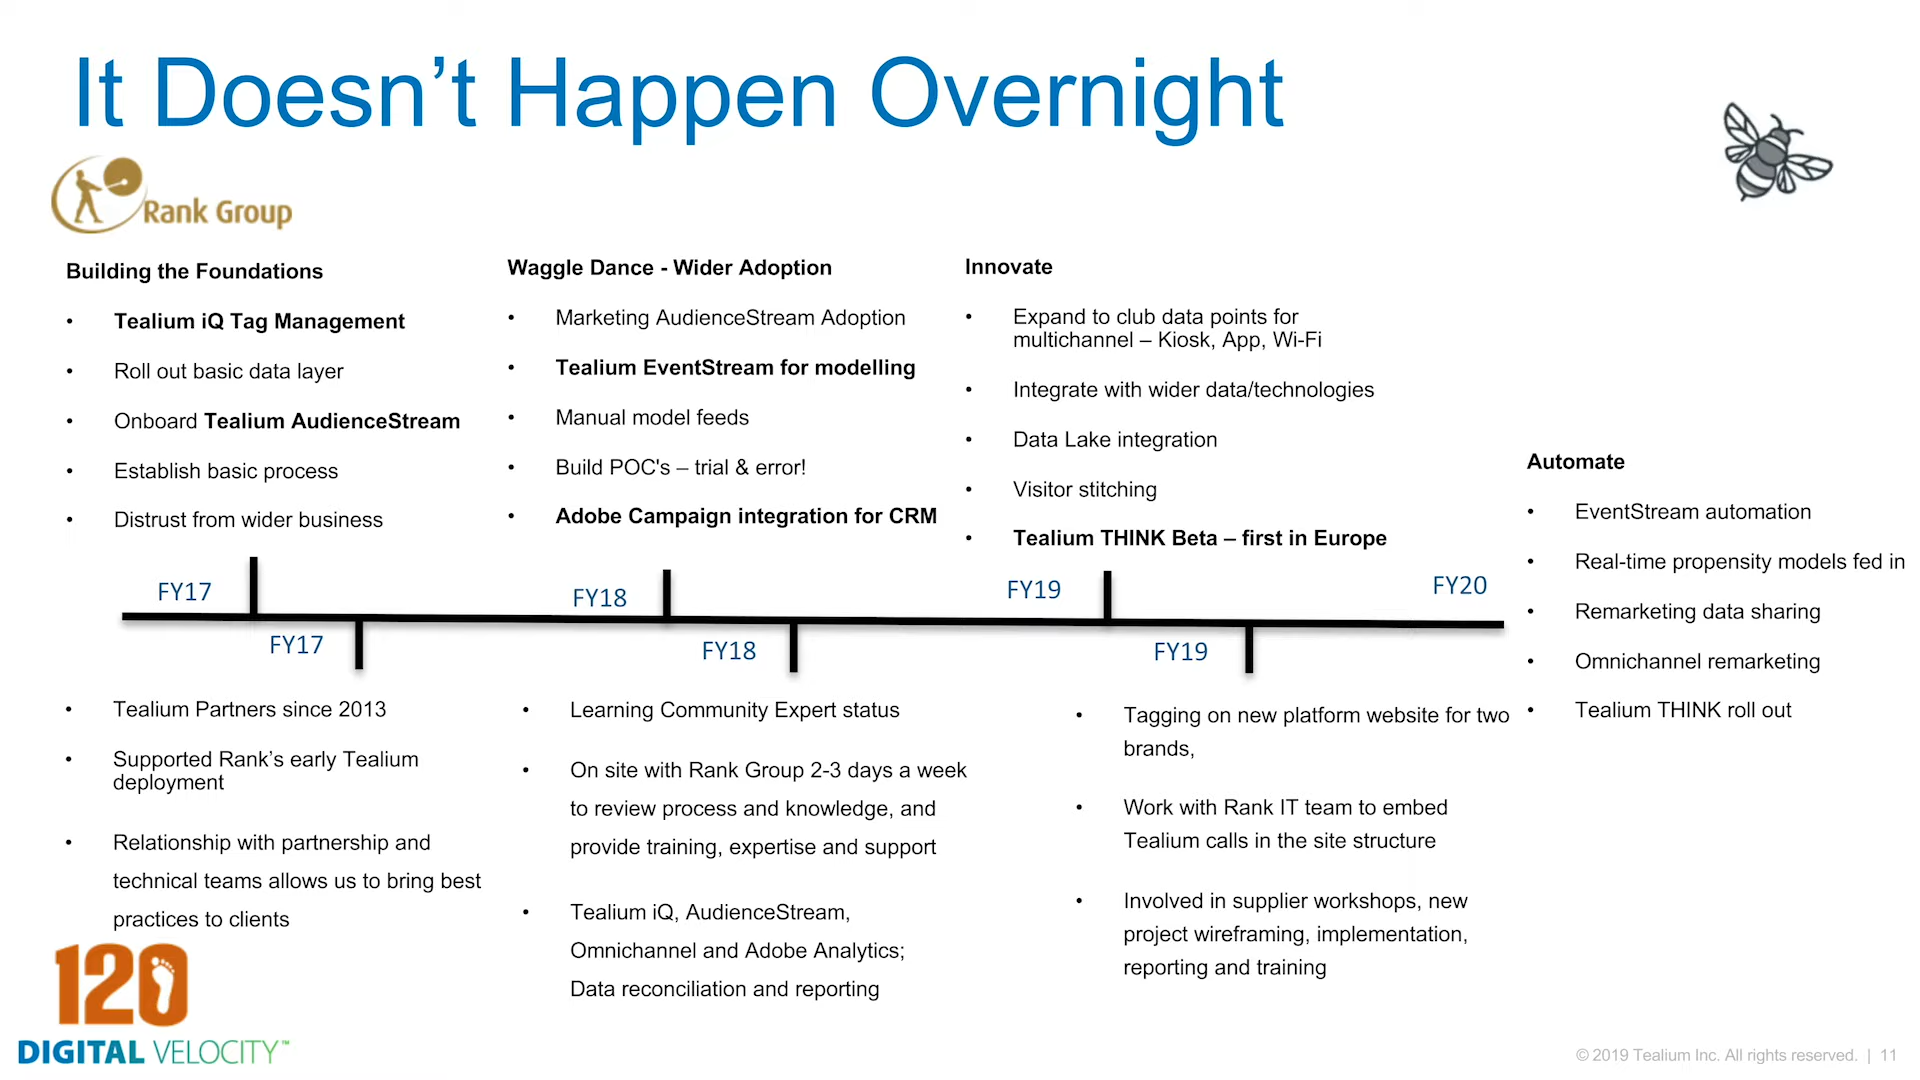 It Doesn’t Happen Overnight
Rank Group
Building the Foundations
• Tealium iQ Tag Management
• Roll out basic data layer
• Onboard Tealium AudienceStream
• Establish basic process
• Distrust from wider business
Waggle Dance - Wider Adoption
• Marketing AudienceStream Adoption
• Tealium EventStream for modelling
• Manual model feeds
• Build POC's – trial & error!
• Adobe Campaign integration for CRM
Innovate
• Expand to club data points for
multichannel – Kiosk, App, Wi-Fi
• Integrate with wider data/technologies
• Data Lake integration
• Visitor stitching
• Tealium THINK Beta – first in Europe
Automate
• EventStream automation
• Real-time propensity models fed in
• Remarketing data sharing
• Omnichannel remarketing
• Tealium THINK roll out
FY17
FY18
FY19
FY20
FY17
FY18
FY19
• Tealium Partners since 2013
• Supported Rank’s early Tealium
deployment
• Relationship with partnership and
technical teams allows us to bring best
practices to clients
• Learning Community Expert status
• On site with Rank Group 2-3 days a week
to review process and knowledge, and
provide training, expertise and support
• Tealium iQ, AudienceStream,
Omnichannel and Adobe Analytics;
Data reconciliation and reporting
• Tagging on new platform website for two
brands,
• Work with Rank IT team to embed
Tealium calls in the site structure
• Involved in supplier workshops, new
project wireframing, implementation,
reporting and training
120
DIGITAL VELOCITY™
© 2019 Tealium Inc. All rights reserved. | 11